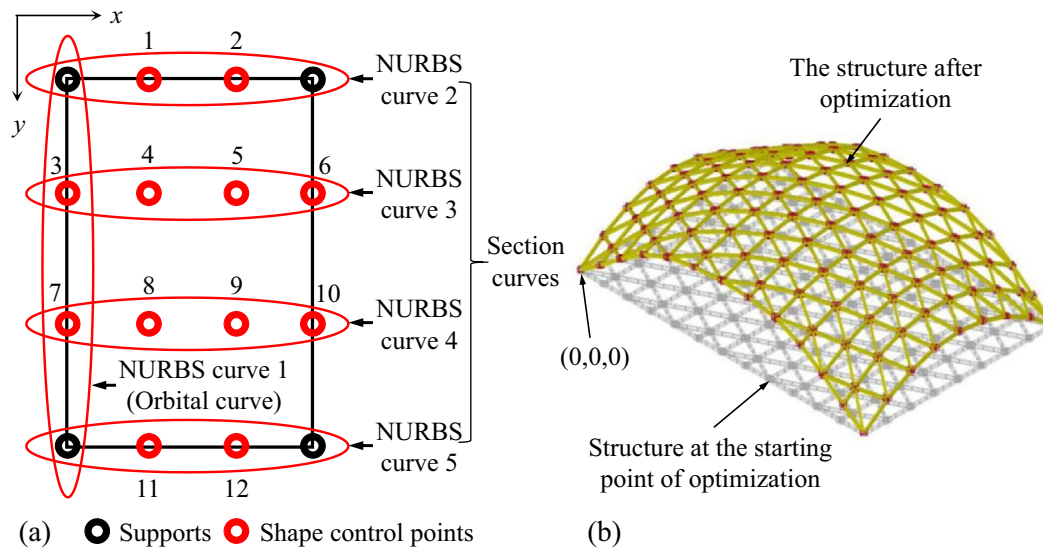 x
y
1
2
NURBS
curve 2
3
4
5
6
NURBS
curve 3
Section
curves
7
8
9
10
NURBS
curve 4
NURBS curve 1
(Orbital curve)
NURBS
curve 5
11
12
(a)
Supports
Shape control points
The structure after
optimization
(0,0,0)
Structure at the starting
point of optimization
(b)